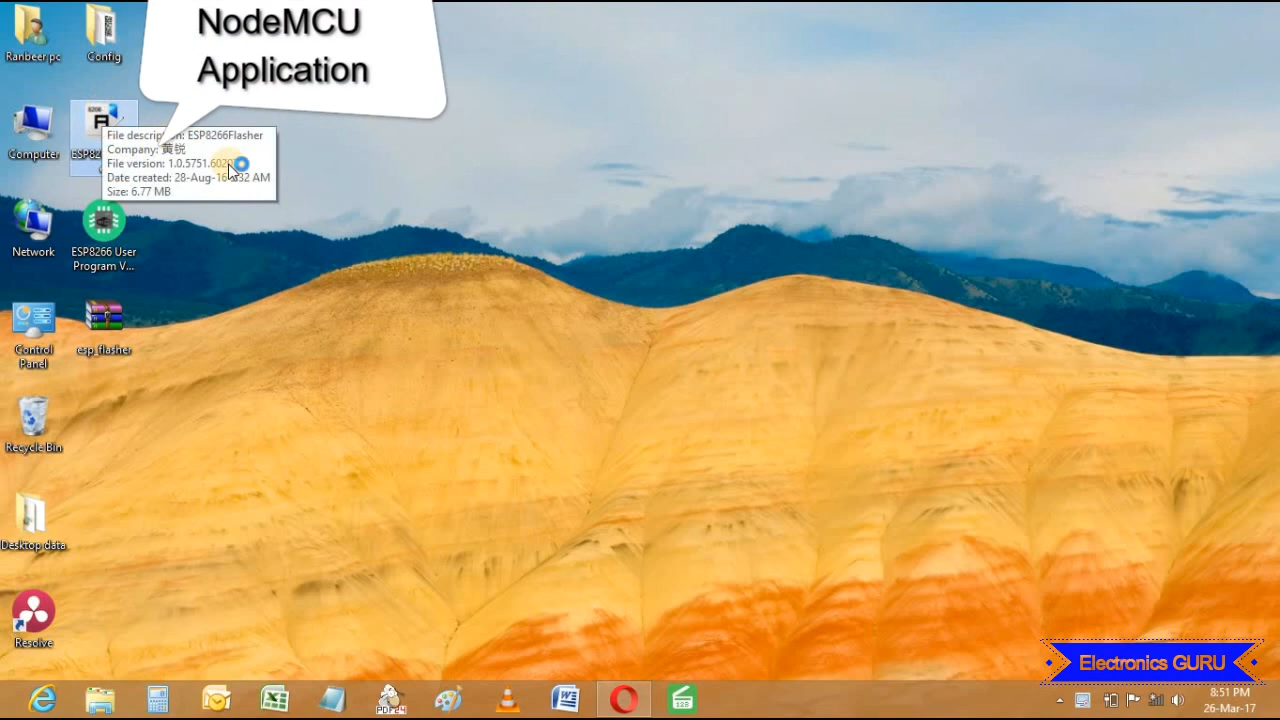 NodeMCU
Application
Ranbeer pc
Config
Computer
File description: ESP8266Flasher
Company: 黄锐
File version: 1.0.5751.
Date created: 28-Aug-16 AM
Size: 6.77 MB
Network
ESP8266 User
Program V...
Control
Panel
esp_flasher
Recycle Bin
Desktop data
Resolve
Electronics GURU
8:51 PM
26-Mar-17